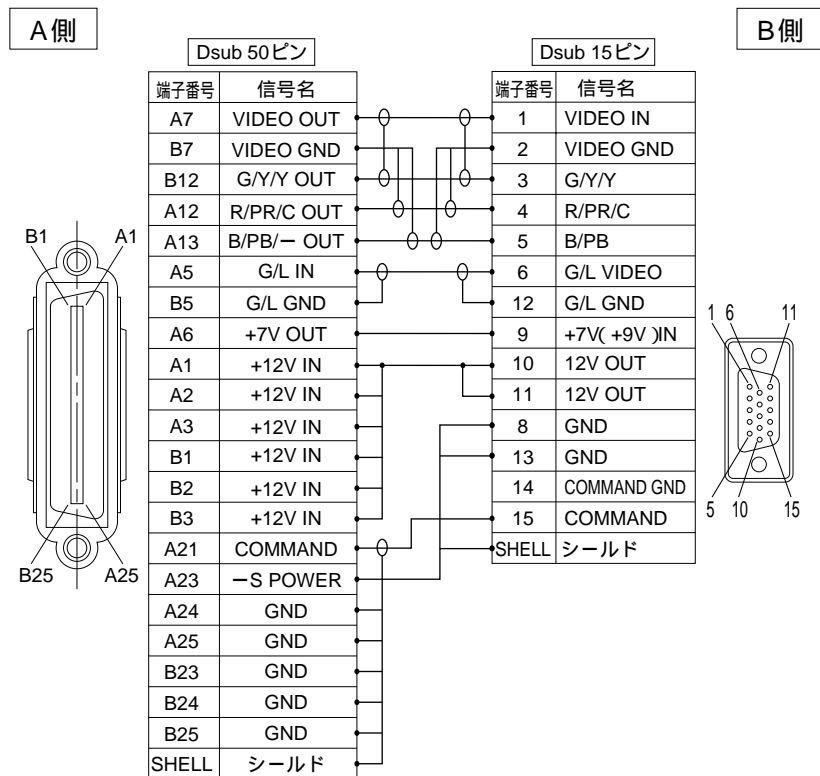 A側
B側
Dsub 50ピン
端子番号 信号名
A7 VIDEO OUT
B7 VIDEO GND
B12 G/Y/Y OUT
A12 R/PR/C OUT
A13 B/PB/ー OUT
A5 G/L IN
B5 G/L GND
A6 +7V OUT
A1 +12V IN
A2 +12V IN
A3 +12V IN
B1 +12V IN
B2 +12V IN
B3 +12V IN
A21 COMMAND
A23 ーS POWER
A24 GND
A25 GND
B23 GND
B24 GND
B25 GND
SHELL シールド
Dsub 15ピン
端子番号 信号名
1 VIDEO IN
2 VIDEO GND
3 G/Y/Y
4 R/PR/C
5 B/PB
6 G/L VIDEO
12 G/L GND
9 +7V( +9V )IN
10 12V OUT
11 12V OUT
8 GND
13 GND
14 COMMAND GND
15 COMMAND
SHELL シールド
B1 A1
B25 A25
1 6 11
5 10 15